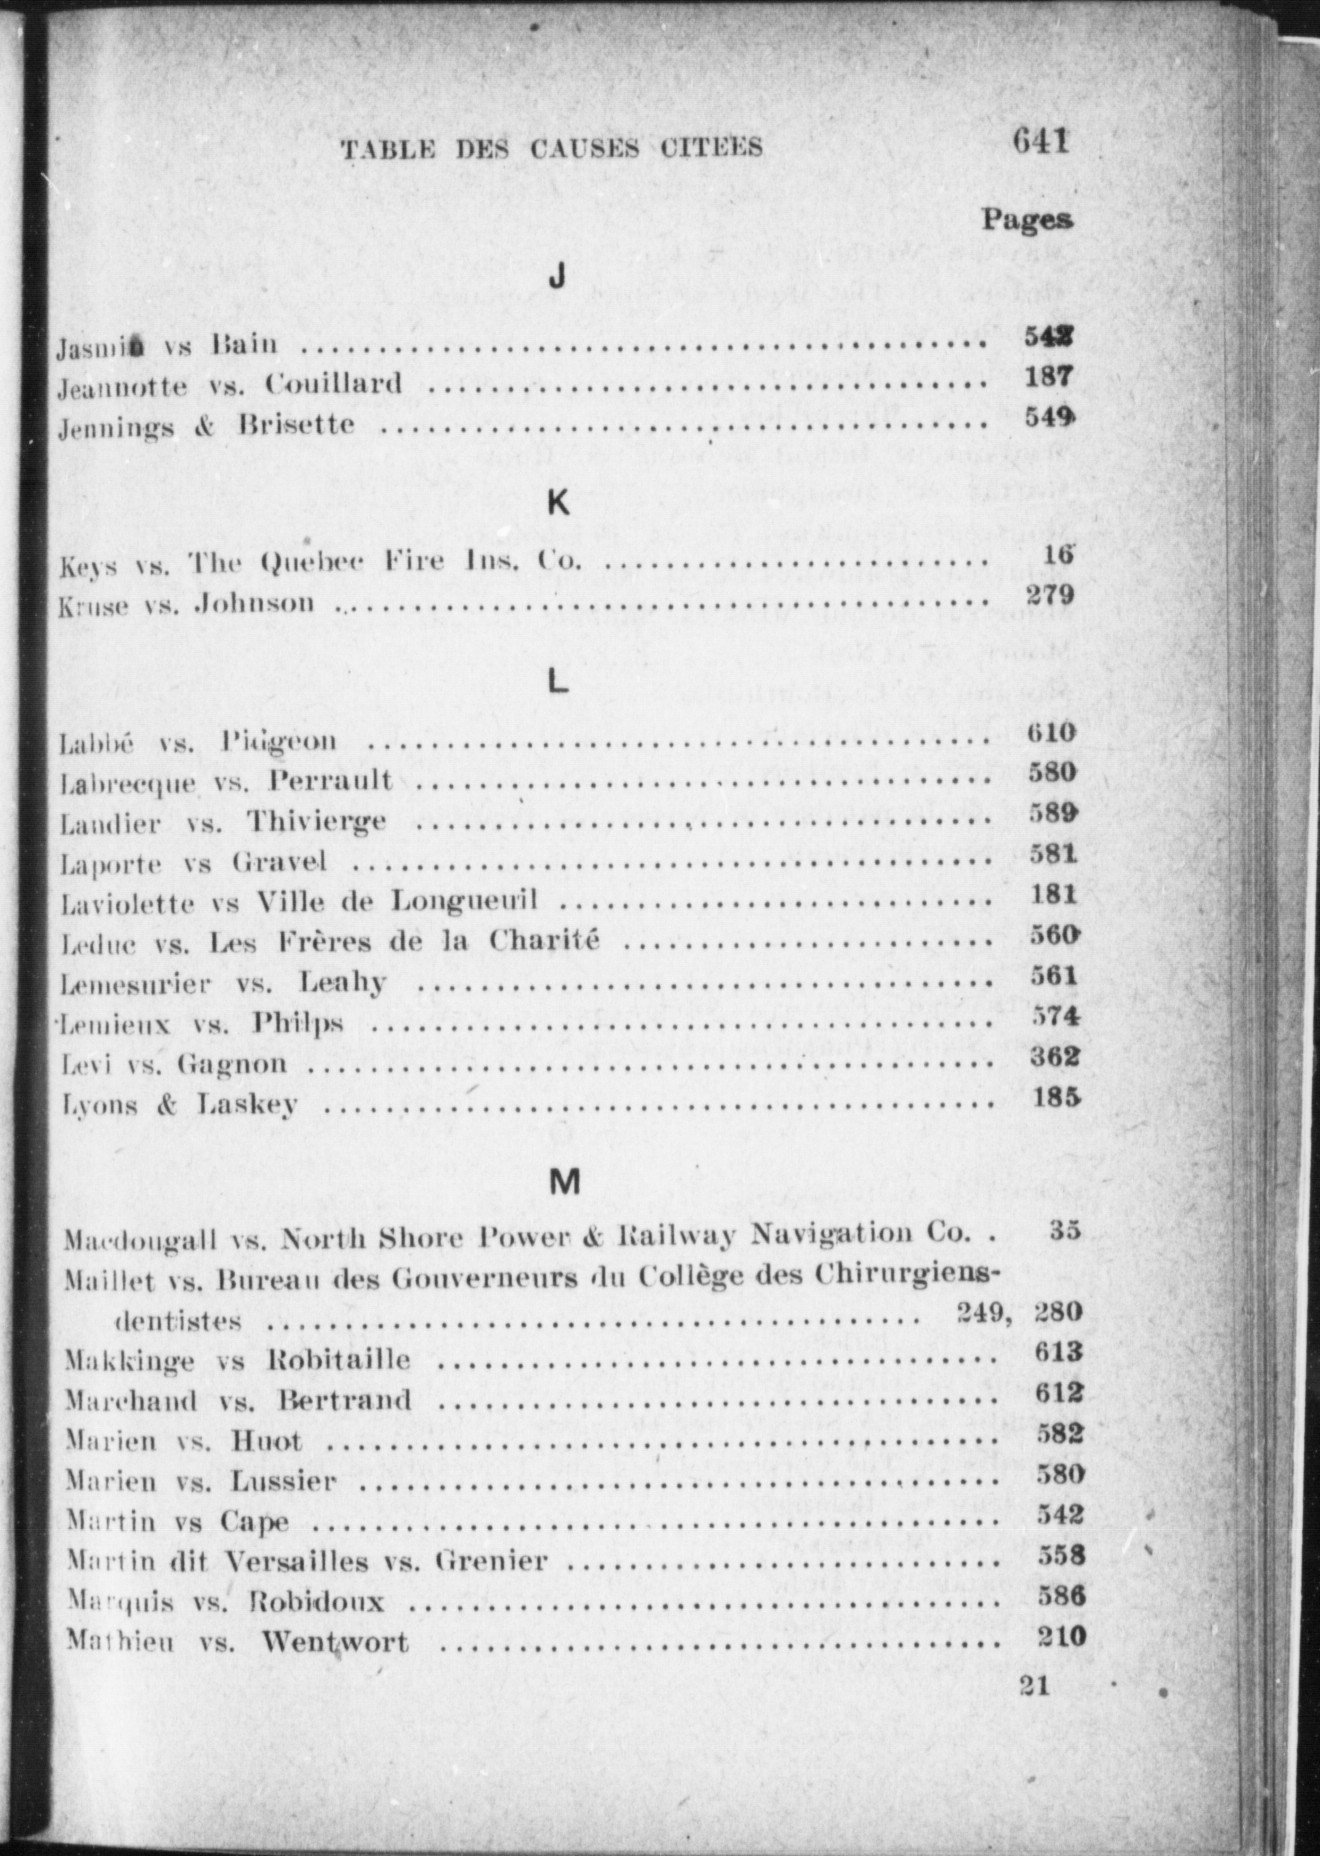 TABLE DES CAUSES CITEES 641
Pages
J
Jasmin vs Bain ........................................ 542
Jeannotte vs. Couillard ........................................ 187
Jennings & Brisette ........................................ 549
K
Keys vs. The Quebec Fire Ins. Co. ........................................ 16
Kruse vs. Johnson ........................................ 279
L
Labbé vs. Pidgeon ........................................ 610
Labrecque vs. Perrault ........................................ 580
Landier vs. Thivierge ........................................ 589
Laporte vs Gravel ........................................ 581
Laviolette vs Ville de Longueuil ........................................ 181
Leduc vs. Les Frères de la Charité ........................................ 560
Lemesurier vs. Leahy ........................................ 561
Lemieux vs. Philps ........................................ 574
Levi vs. Gagnon ........................................ 362
Lyons & Laskey ........................................ 185
M
Macdougall vs. North Shore Power & Railway Navigation Co. . 35
Maillet vs. Bureau des Gouverneurs du Collège des Chirurgiens-
dentistes ........................................ 249, 280
Makkinge vs Robitaille ........................................ 613
Marchand vs. Bertrand ........................................ 612
Marien vs. Huot ........................................ 582
Marien vs. Lussier ........................................ 580
Martin vs Cape ........................................ 542
Martin dit Versailles vs. Grenier ........................................ 558
Marquis vs. Robidoux ........................................ 586
Mathieu vs. Wentwort ........................................ 210
21